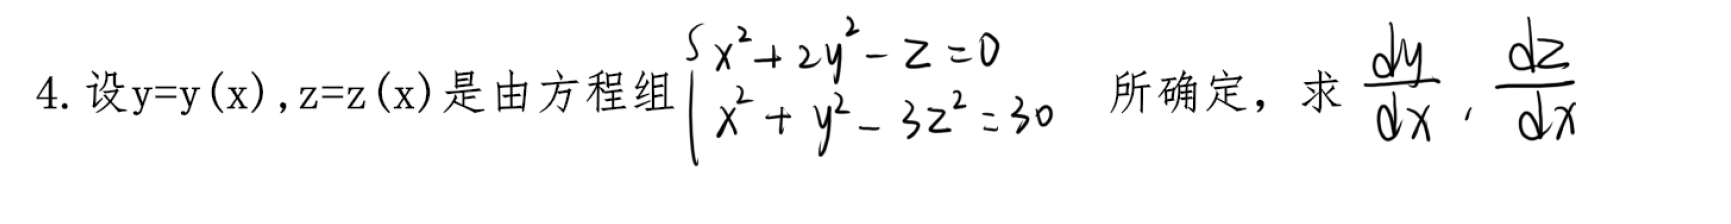 4. 设y=y(x),z=z(x)是由方程组 { x²+2y²-z=0
x²+y²-3z²=30 所确定，求 dy/dx , dz/dx